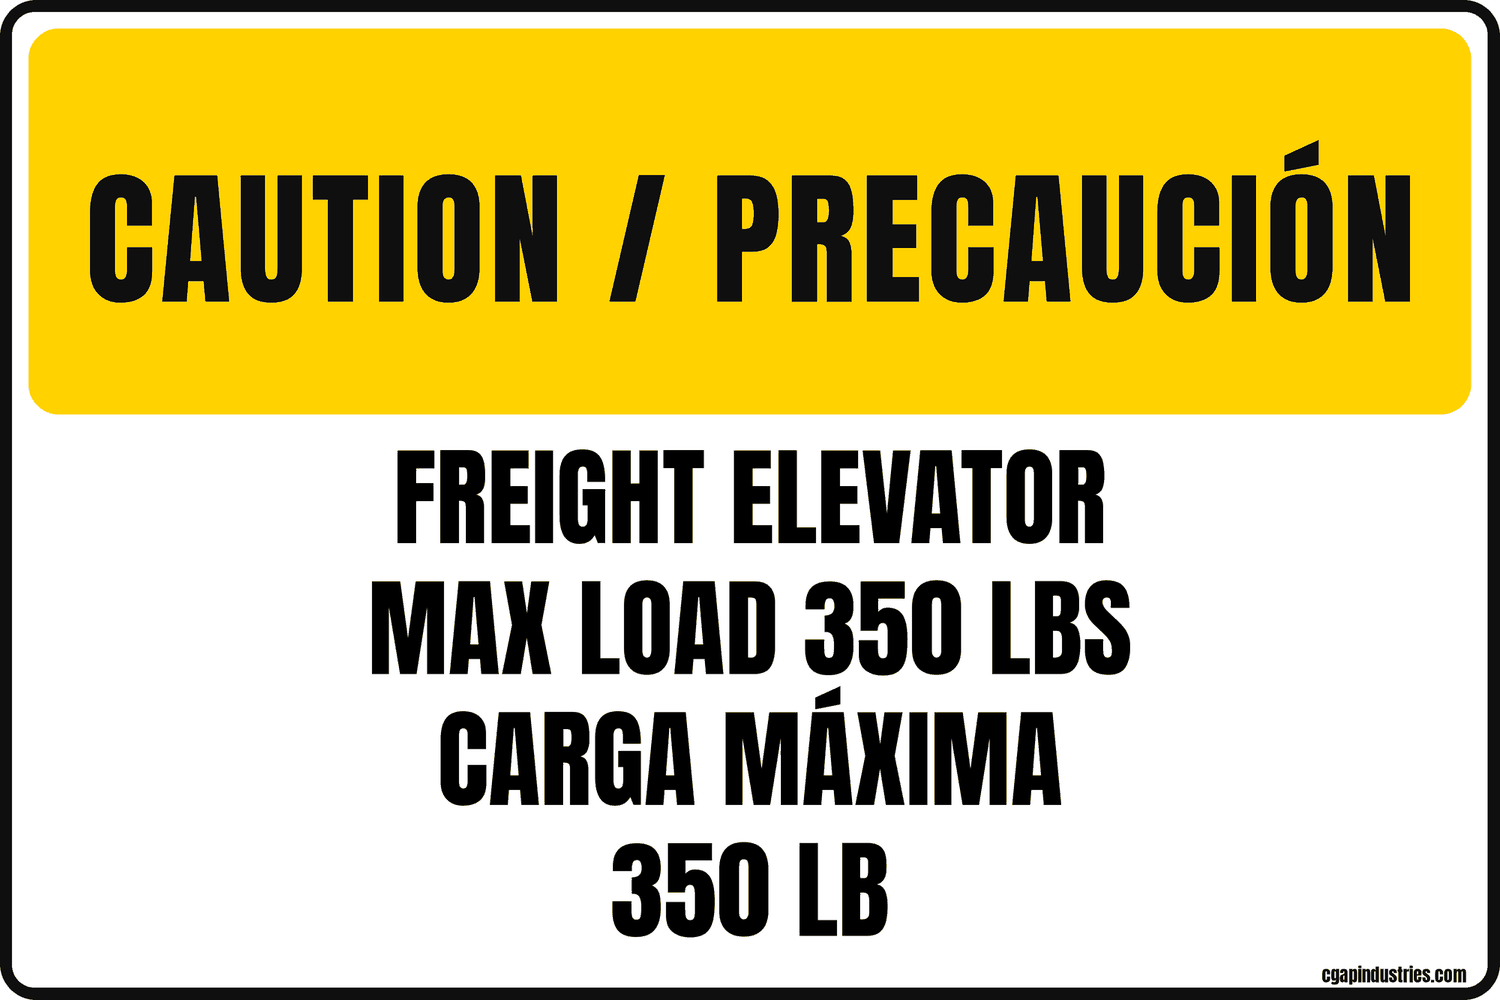 CAUTION / PRECAUCIÓN
FREIGHT ELEVATOR
MAX LOAD 350 LBS
CARGA MÁXIMA
350 LB
cgapindustries.com